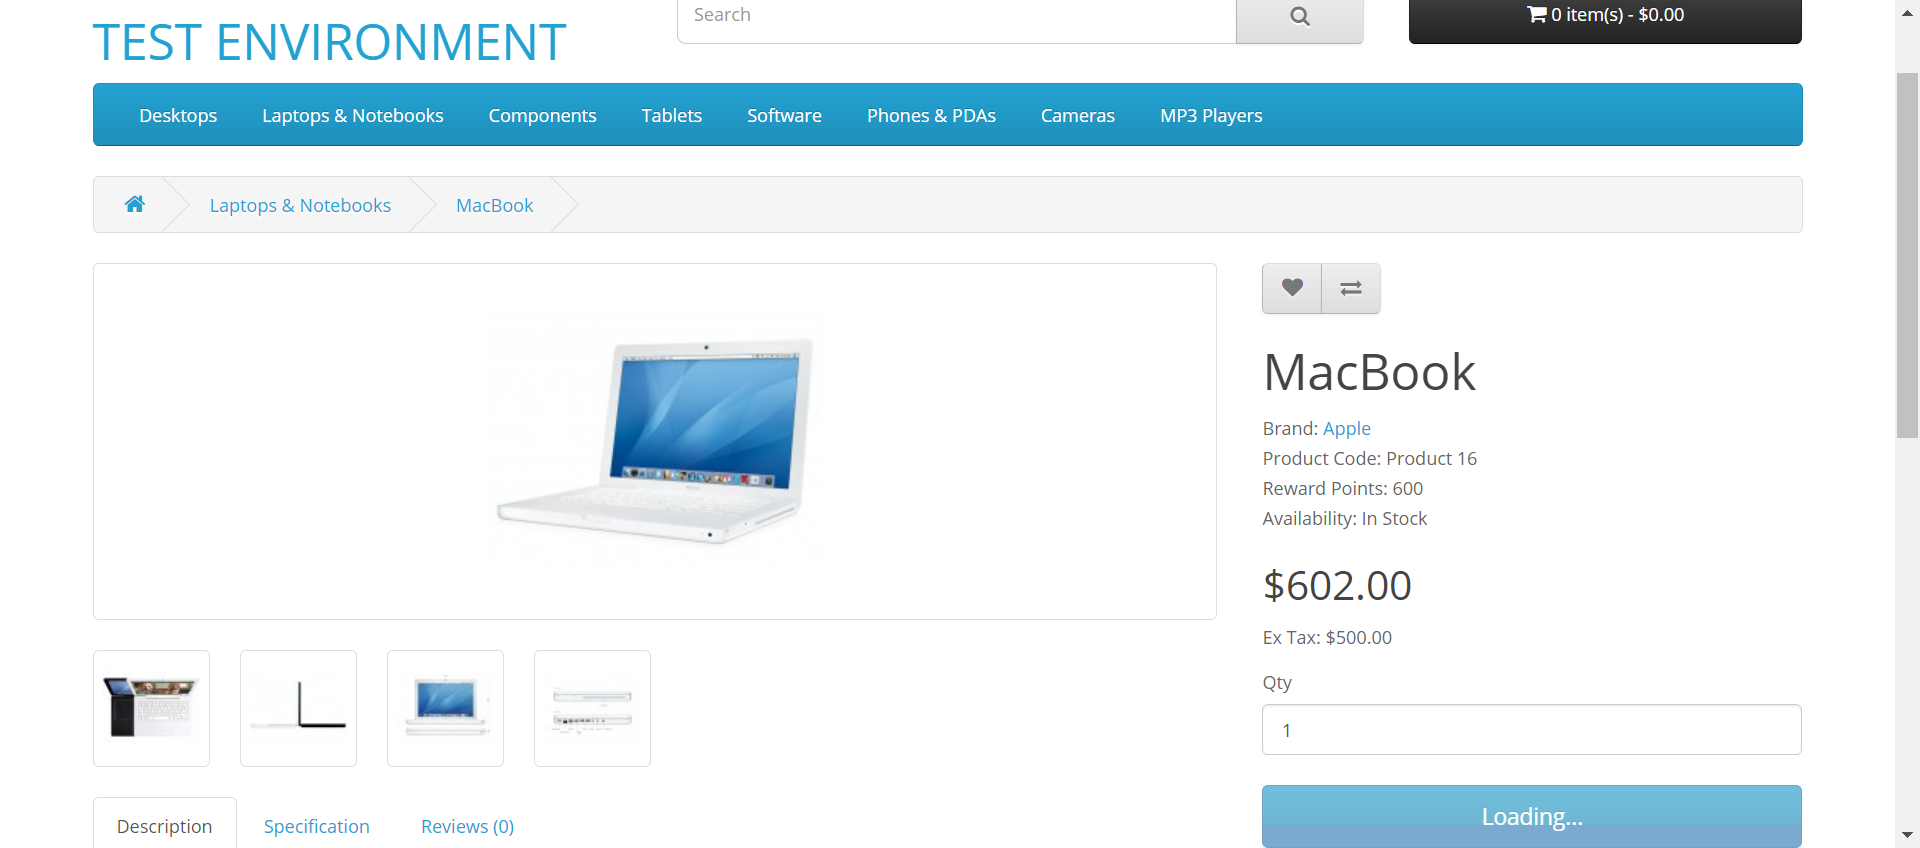 TEST ENVIRONMENT
Search
0 item(s) - $0.00
Desktops Laptops & Notebooks Components Tablets Software Phones & PDAs Cameras MP3 Players
Laptops & Notebooks MacBook
MacBook
Brand: Apple
Product Code: Product 16
Reward Points: 600
Availability: In Stock
$602.00
Ex Tax: $500.00
Qty
1
Loading...
Description Specification Reviews (0)